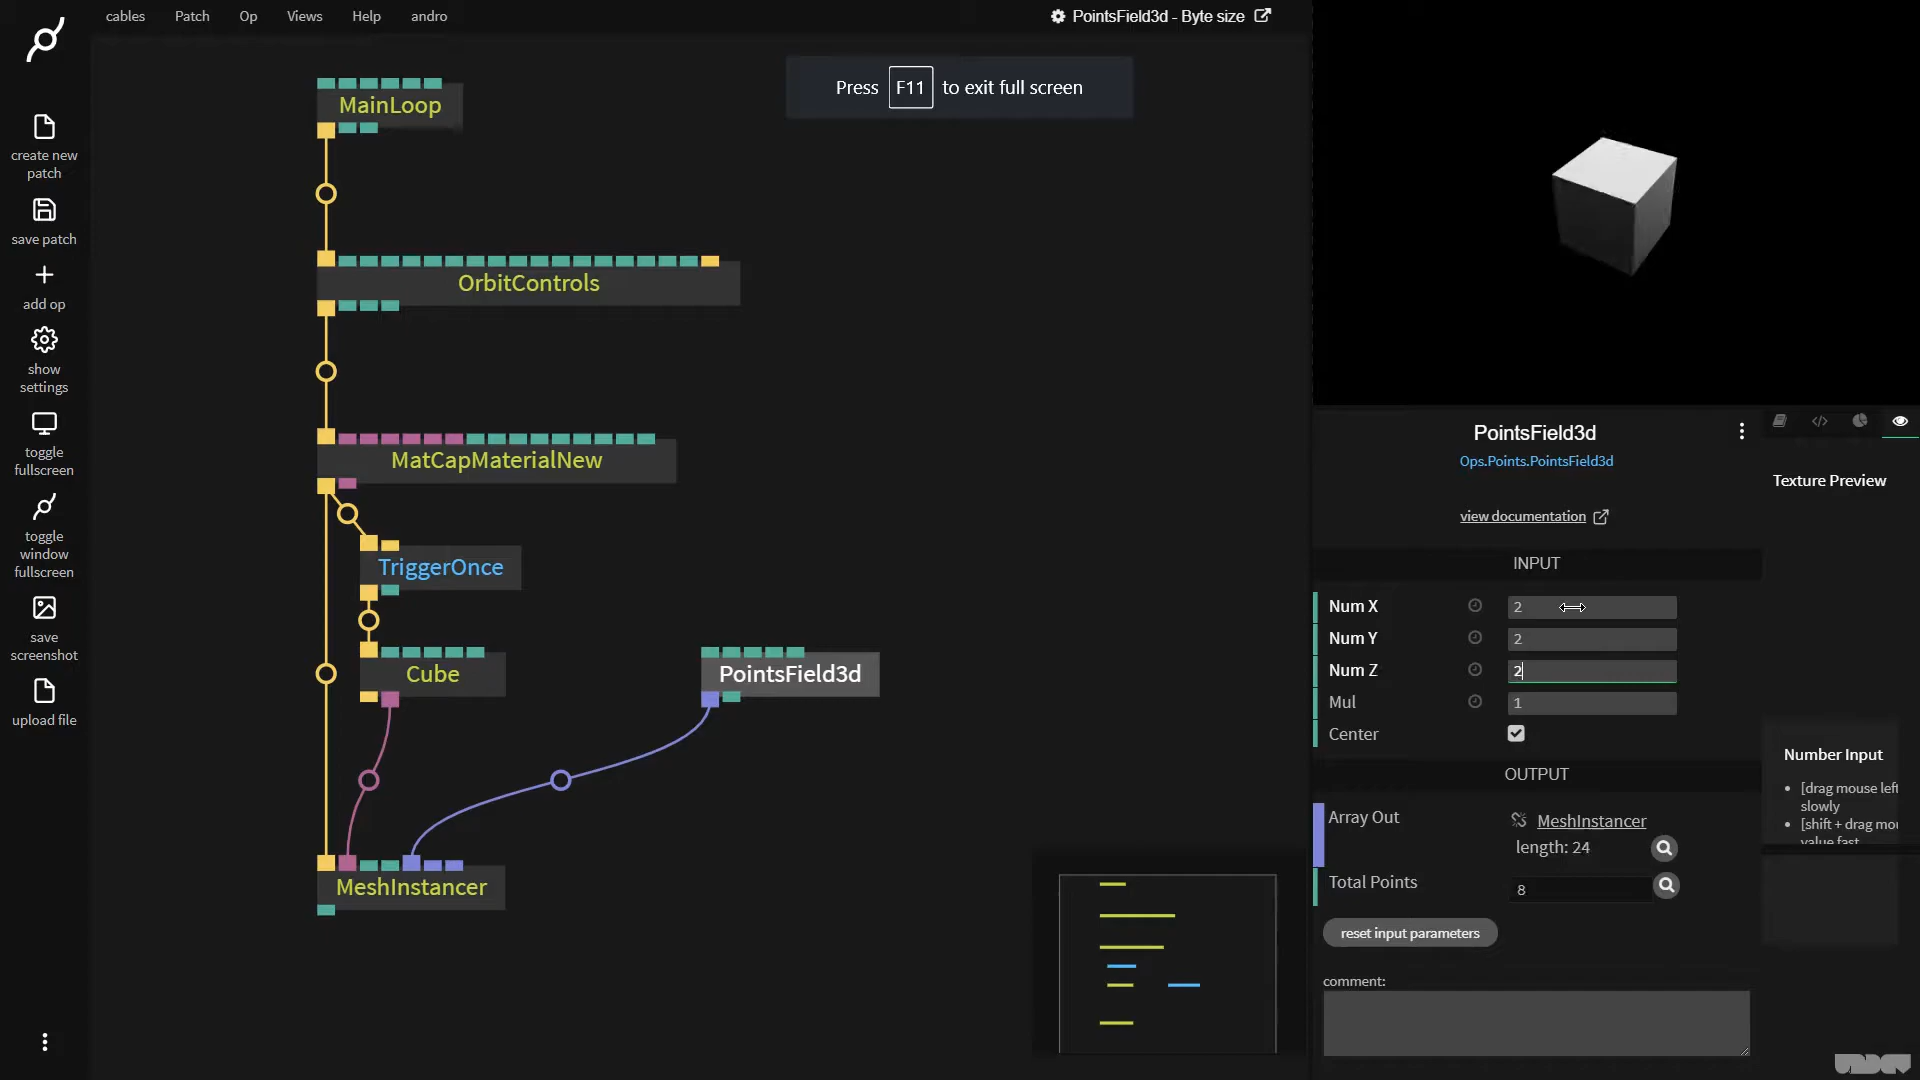 cables
Patch
Op
Views
Help
andro
PointsField3d - Byte size
Press F11 to exit full screen
create new
patch
save patch
add op
show
settings
toggle
fullscreen
toggle
window
fullscreen
save
screenshot
upload file
MainLoop
OrbitControls
MatCapMaterialNew
TriggerOnce
Cube
PointsField3d
MeshInstancer
PointsField3d
Ops.Points.PointsField3d
view documentation
INPUT
Num X 2
Num Y 2
Num Z 2
Mul 1
Center
OUTPUT
Array Out MeshInstancer
length: 24
Total Points 8
reset input parameters
comment:
Texture Preview
Number Input
[drag mouse left
slowly
[shift + drag mou
value fast